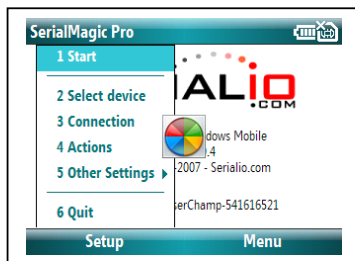 SerialMagic Pro
1 Start
2 Select device
3 Connection
4 Actions
5 Other Settings
6 Quit
IALIO
.COM
dows Mobile
.4
-2007 - Serialio.com
erChamp-541616521
Setup Menu